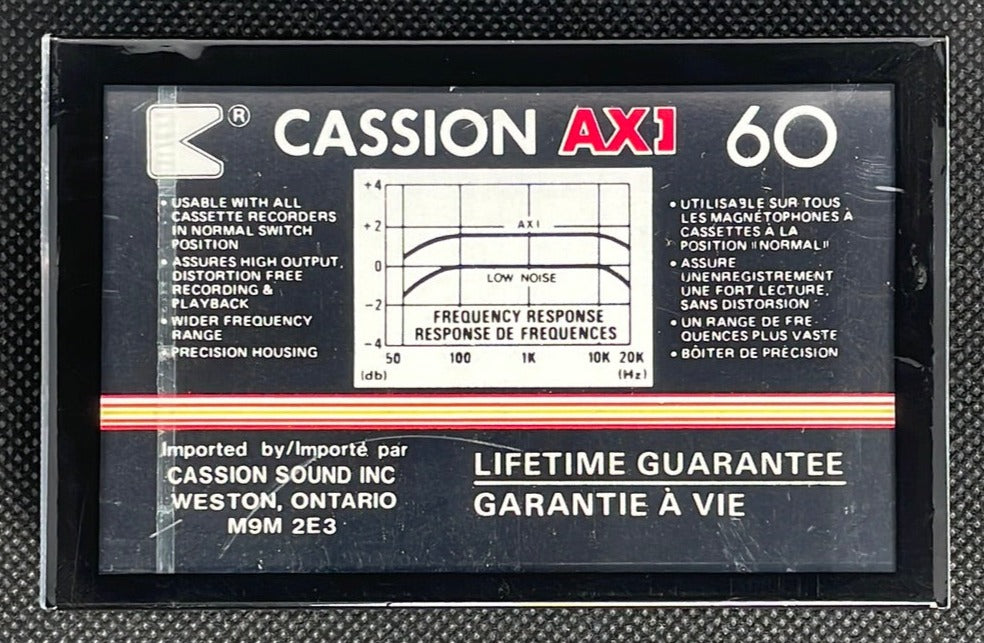 ® CASSION AX1 60
• USABLE WITH ALL
CASSETTE RECORDERS
IN NORMAL SWITCH
POSITION
• ASSURES HIGH OUTPUT,
DISTORTION FREE
RECORDING &
PLAYBACK
• WIDER FREQUENCY
RANGE
• PRECISION HOUSING
+4
+2
0
-2
-4
AX1
LOW NOISE
FREQUENCY RESPONSE
RESPONSE DE FREQUENCES
50 100 1K 10K 20K
(db) (Hz)
• UTILISABLE SUR TOUS
LES MAGNÉTOPHONES À
CASSETTES À LA
POSITION "NORMAL"
• ASSURE
UNENREGISTREMENT
UNE FORT LECTURE,
SANS DISTORSION
• UN RANGE DE FRE-
QUENCES PLUS VASTE
• BÔITER DE PRÉCISION
Imported by/Importé par
CASSION SOUND INC
WESTON, ONTARIO
M9M 2E3
LIFETIME GUARANTEE
GARANTIE À VIE